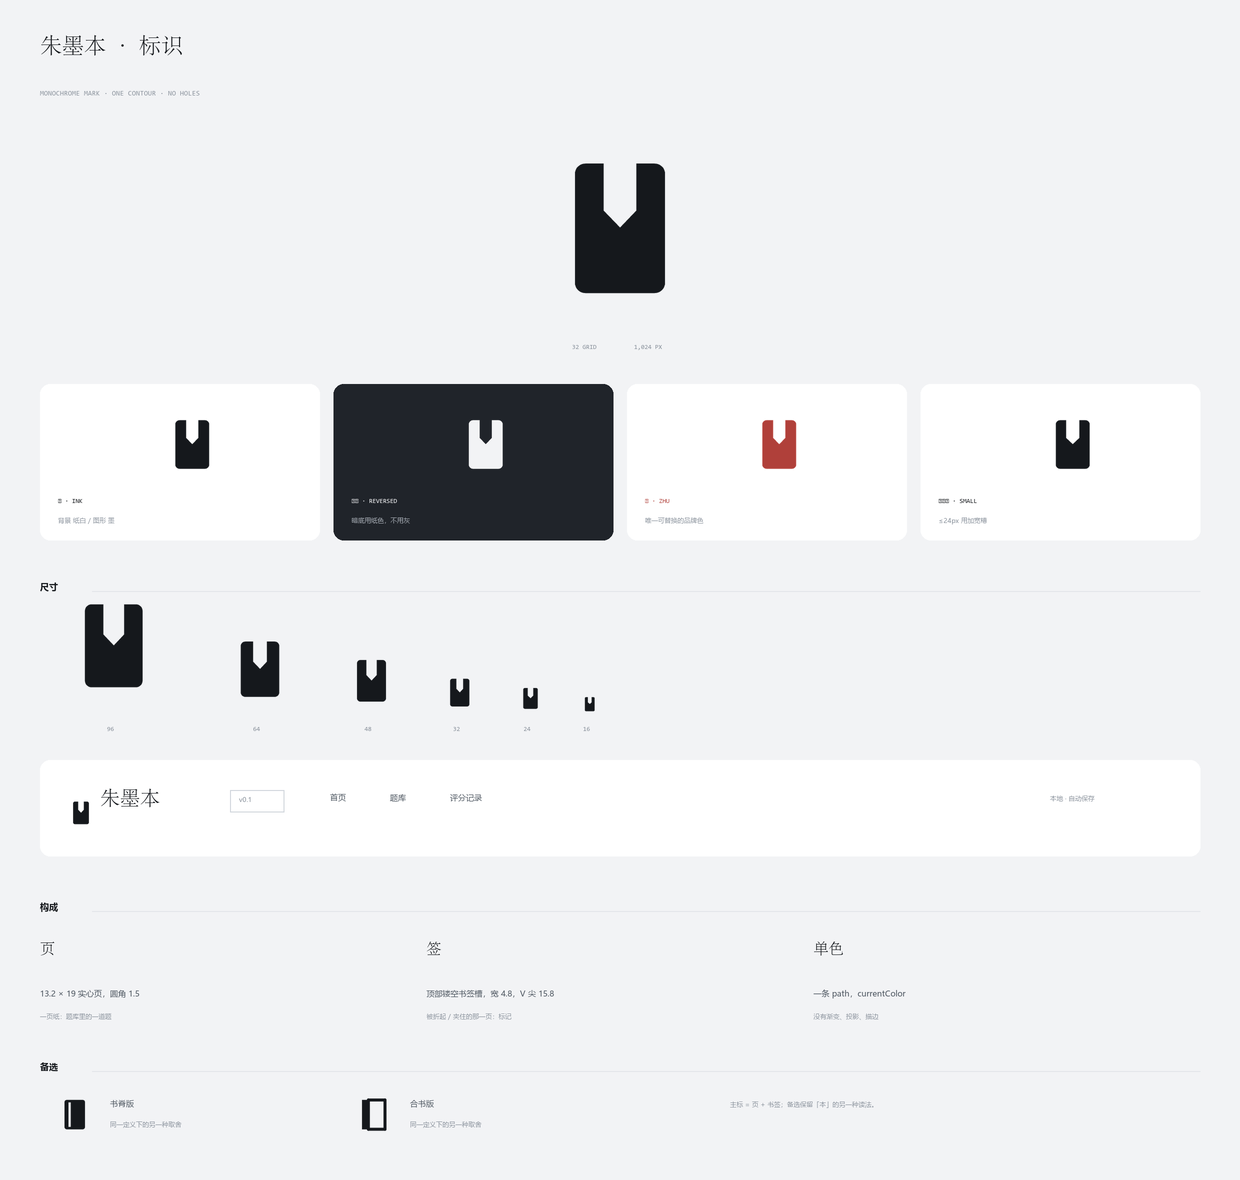 朱墨本 · 标识
MONOCHROME MARK · ONE CONTOUR · NO HOLES
32 GRID
1,024 PX
· INK
背景 纸白 / 图形 墨
· REVERSED
暗底用纸色，不用灰
· ZHU
唯一可替换的品牌色
· SMALL
≤24px 用加宽槽
尺寸
96
64
48
32
24
16
朱墨本
v0.1
首页
题库
评分记录
本地 · 自动保存
构成
页
签
单色
13.2 × 19 实心页，圆角 1.5
顶部镂空书签槽，宽 4.8，V 尖 15.8
一条 path，currentColor
一页纸：题库里的一道题
被折起 / 夹住的那一页：标记
没有渐变、投影、描边
备选
书脊版
同一定义下的另一种取舍
合书版
同一定义下的另一种取舍
主标 = 页 + 书签；备选保留「本」的另一种读法。